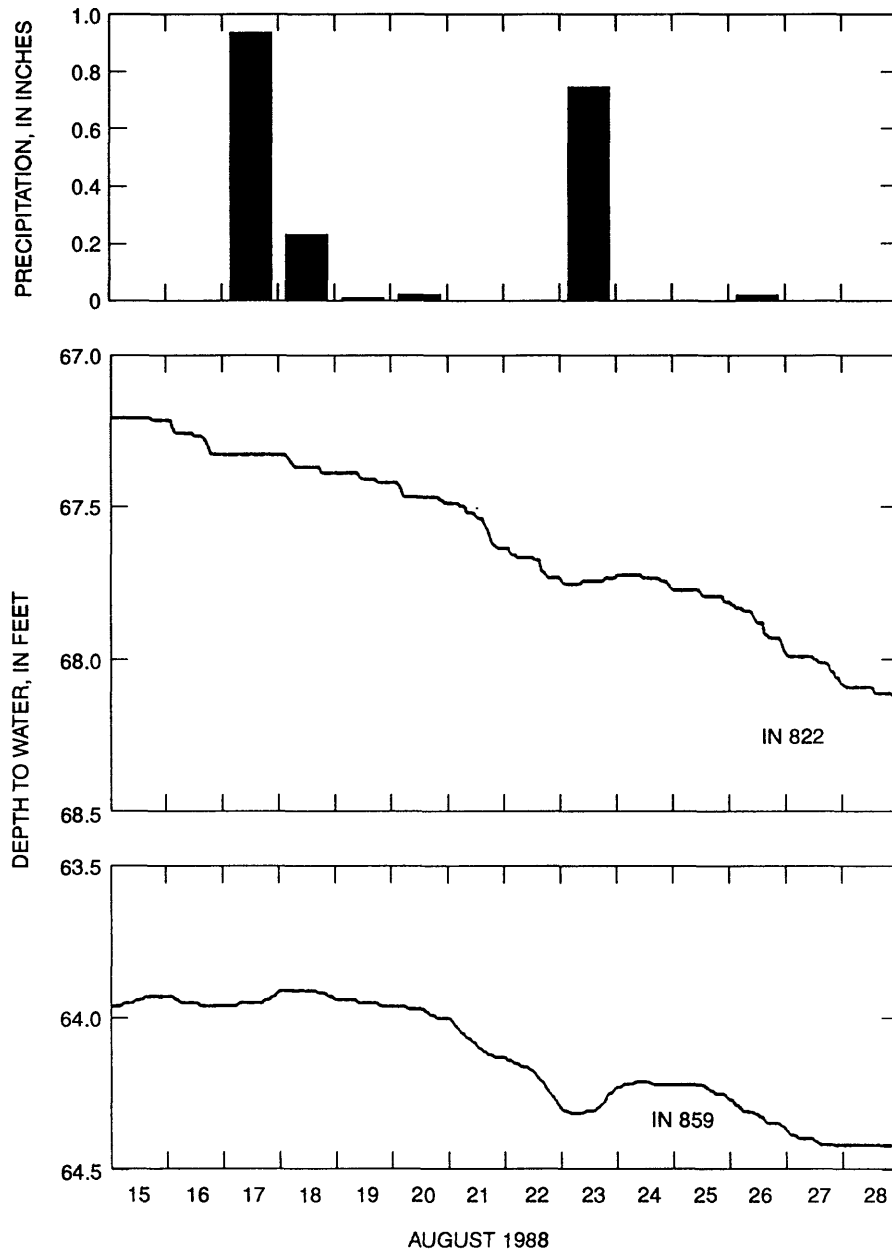 PRECIPITATION, IN INCHES
1.0
0.8
0.6
0.4
0.2
0
DEPTH TO WATER, IN FEET
67.0
67.5
68.0
68.5
IN 822
63.5
64.0
64.5
IN 859
15 16 17 18 19 20 21 22 23 24 25 26 27 28
AUGUST 1988